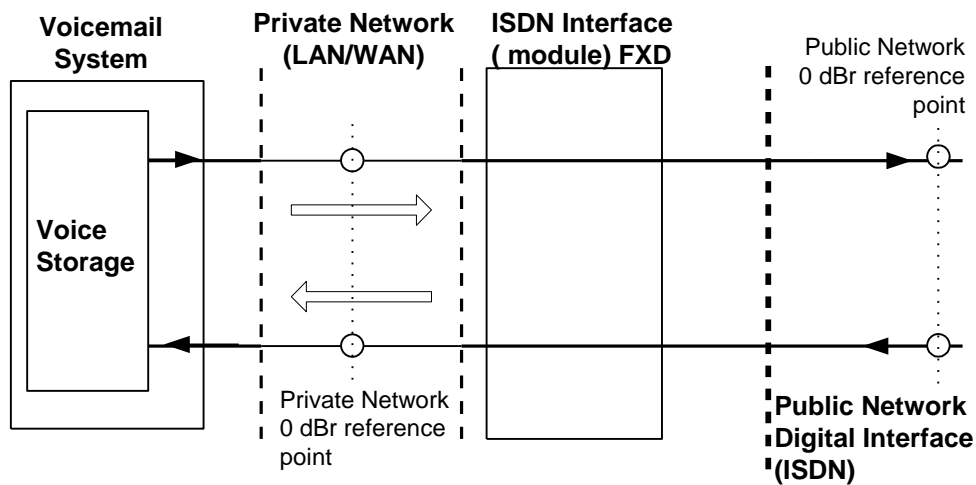 Voicemail
System
Private Network
(LAN/WAN)
ISDN Interface
( module) FXD
Public Network
0 dBr reference
point
Voice
Storage
Private Network
0 dBr reference
point
Public Network
Digital Interface
(ISDN)